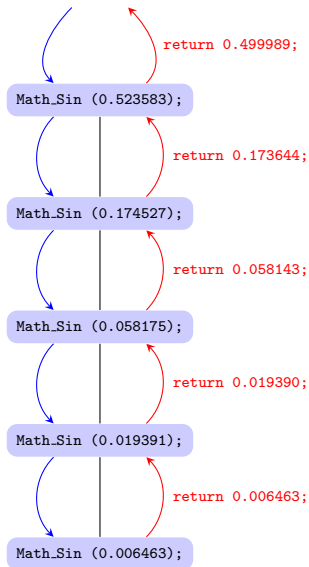 return 0.499989;
Math_Sin (0.523583);
return 0.173644;
Math_Sin (0.174527);
return 0.058143;
Math_Sin (0.058175);
return 0.019390;
Math_Sin (0.019391);
return 0.006463;
Math_Sin (0.006463);